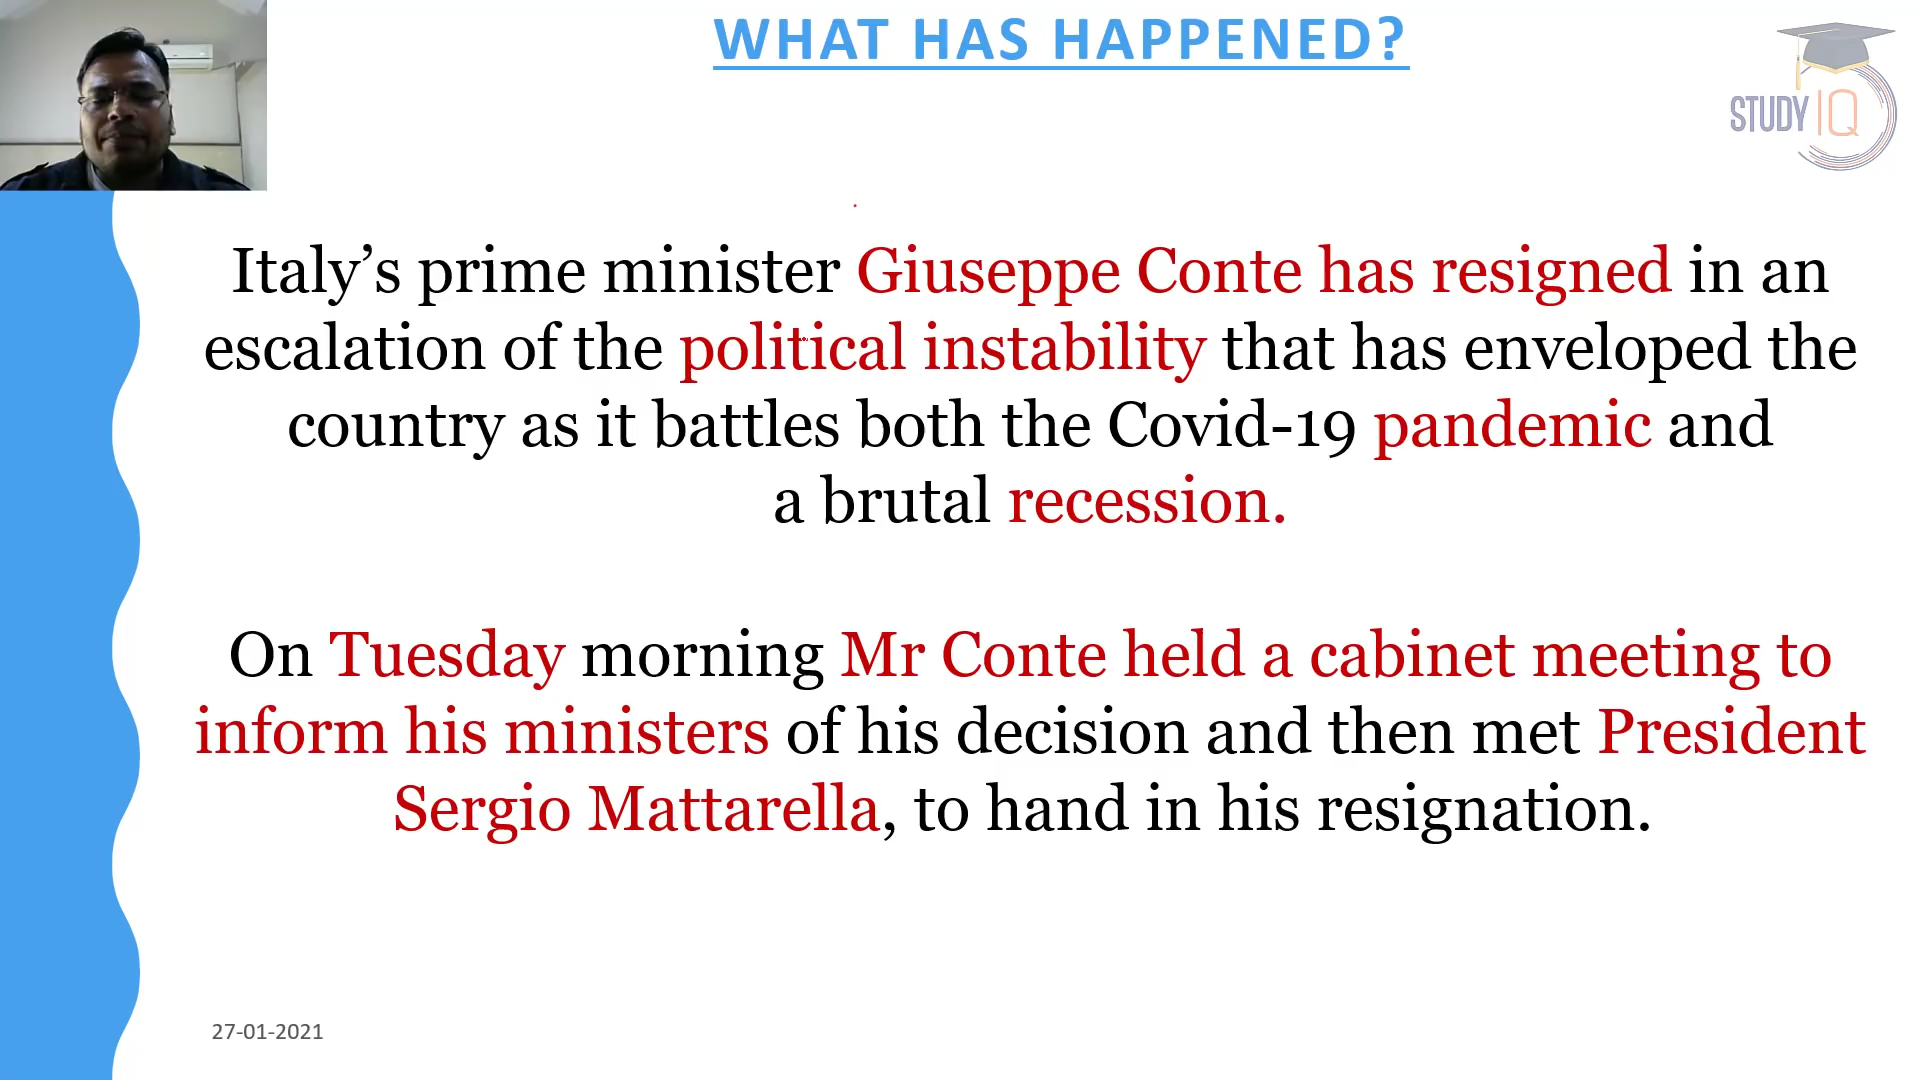 WHAT HAS HAPPENED?
STUDY IQ
Italy’s prime minister Giuseppe Conte has resigned in an
escalation of the political instability that has enveloped the
country as it battles both the Covid-19 pandemic and
a brutal recession.
On Tuesday morning Mr Conte held a cabinet meeting to
inform his ministers of his decision and then met President
Sergio Mattarella, to hand in his resignation.
27-01-2021